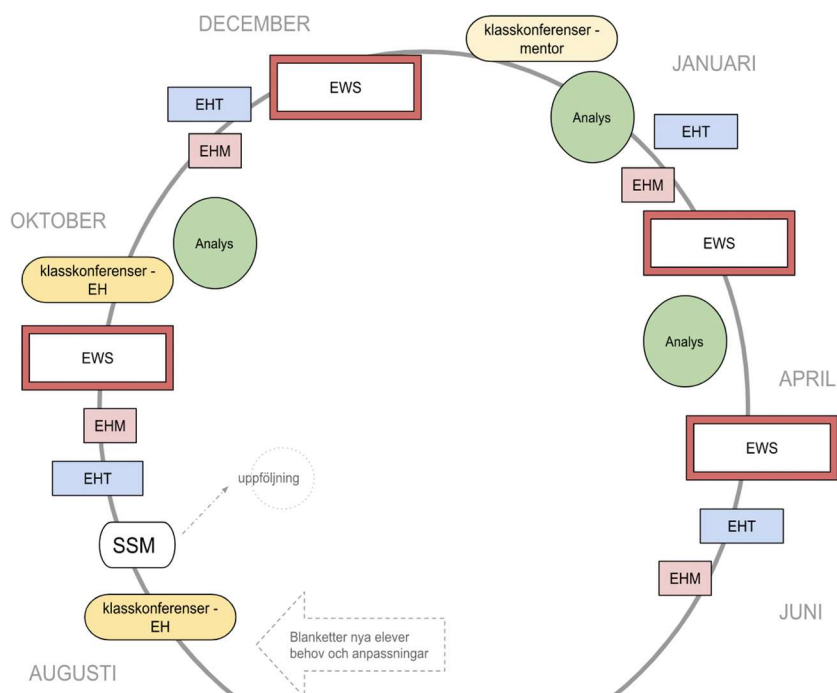 DECEMBER
klasskonferenser -
mentor
JANUARI
EWS
EHT
Analys
EHT
EHM
EHM
OKTOBER
Analys
EWS
klasskonferenser -
EH
EWS
Analys
APRIL
EHM
EWS
EHT
uppföljning
EHT
SSM
EHM
klasskonferenser -
EH
JUNI
Blanketter nya elever
behov och anpassningar
AUGUSTI